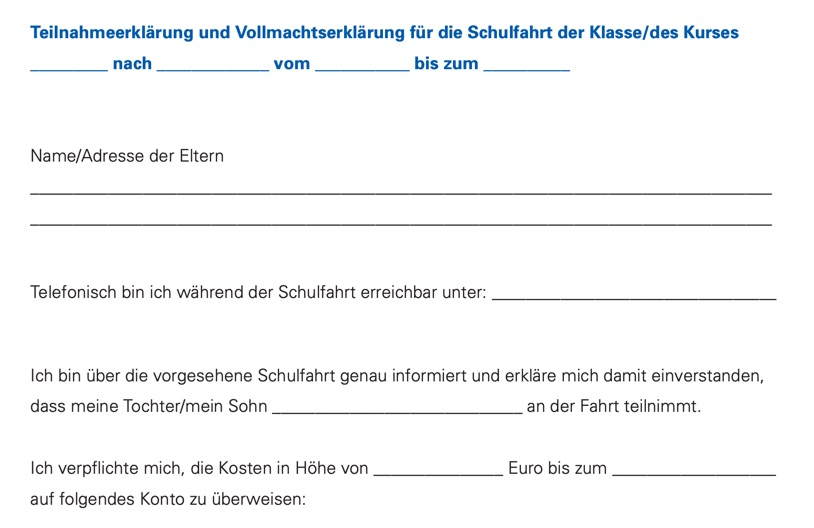 Teilnahmeerklärung und Vollmachtserklärung für die Schulfahrt der Klasse/des Kurses
_________ nach _____________ vom ___________ bis zum __________
Name/Adresse der Eltern
Telefonisch bin ich während der Schulfahrt erreichbar unter: _________________________________
Ich bin über die vorgesehene Schulfahrt genau informiert und erkläre mich damit einverstanden,
dass meine Tochter/mein Sohn _____________________________ an der Fahrt teilnimmt.
Ich verpflichte mich, die Kosten in Höhe von _______________ Euro bis zum ___________________
auf folgendes Konto zu überweisen: